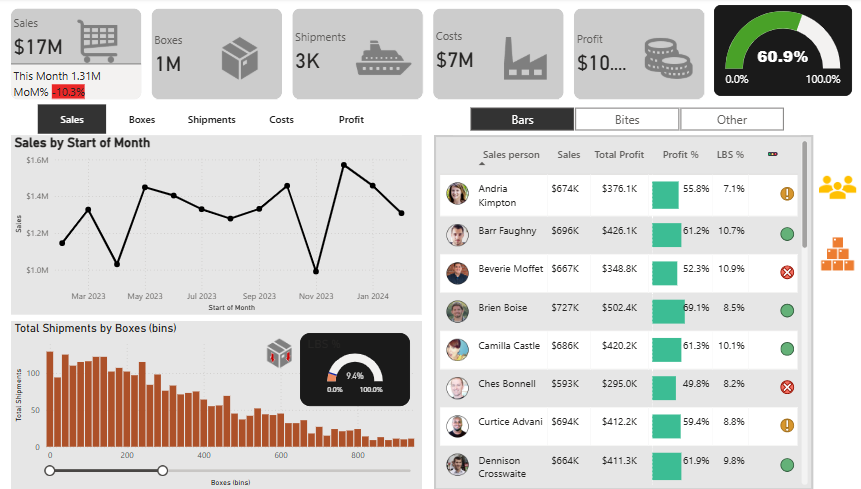 Sales
$17M
This Month 1.31M
MoM% -10.3%
Boxes
1M
Shipments
3K
Costs
$7M
Profit
$10....
60.9%
0.0% 100.0%
Sales Boxes Shipments Costs Profit
Sales by Start of Month
$1.6M
$1.4M
$1.2M
$1.0M
Sales
Mar 2023 May 2023 Jul 2023 Sep 2023 Nov 2023 Jan 2024
Start of Month
Total Shipments by Boxes (bins)
LBS %
9.4%
0.0% 100.0%
100
50
0
Total Shipments
0 200 400 600 800
Boxes (bins)
Bars Bites Other
Sales person Sales Total Profit Profit % LBS %
Andria Kimpton $674K $376.1K 55.8% 7.1%
Barr Faughny $696K $426.1K 61.2% 10.7%
Beverie Moffet $667K $348.8K 52.3% 10.9%
Brien Boise $727K $502.4K 69.1% 8.5%
Camilla Castle $686K $420.2K 61.3% 10.1%
Ches Bonnell $593K $295.0K 49.8% 8.2%
Curtice Advani $694K $412.2K 59.4% 8.8%
Dennison Crosswaite $664K $411.3K 61.9% 9.8%